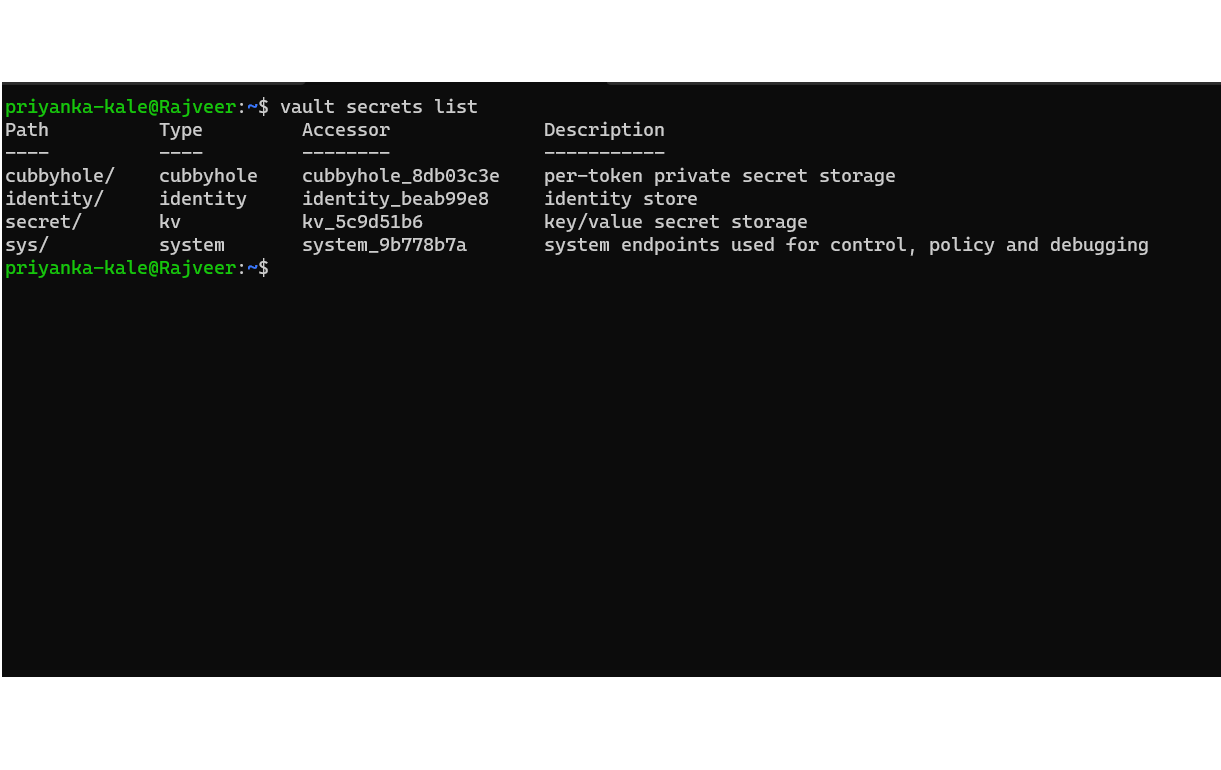 priyanka-kale@Rajveer:~$ vault secrets list
Path          Type         Accessor              Description
----          ----         --------              -----------
cubbyhole/    cubbyhole    cubbyhole_8db03c3e    per-token private secret storage
identity/     identity     identity_beab99e8     identity store
secret/       kv           kv_5c9d51b6           key/value secret storage
sys/          system       system_9b778b7a       system endpoints used for control, policy and debugging
priyanka-kale@Rajveer:~$